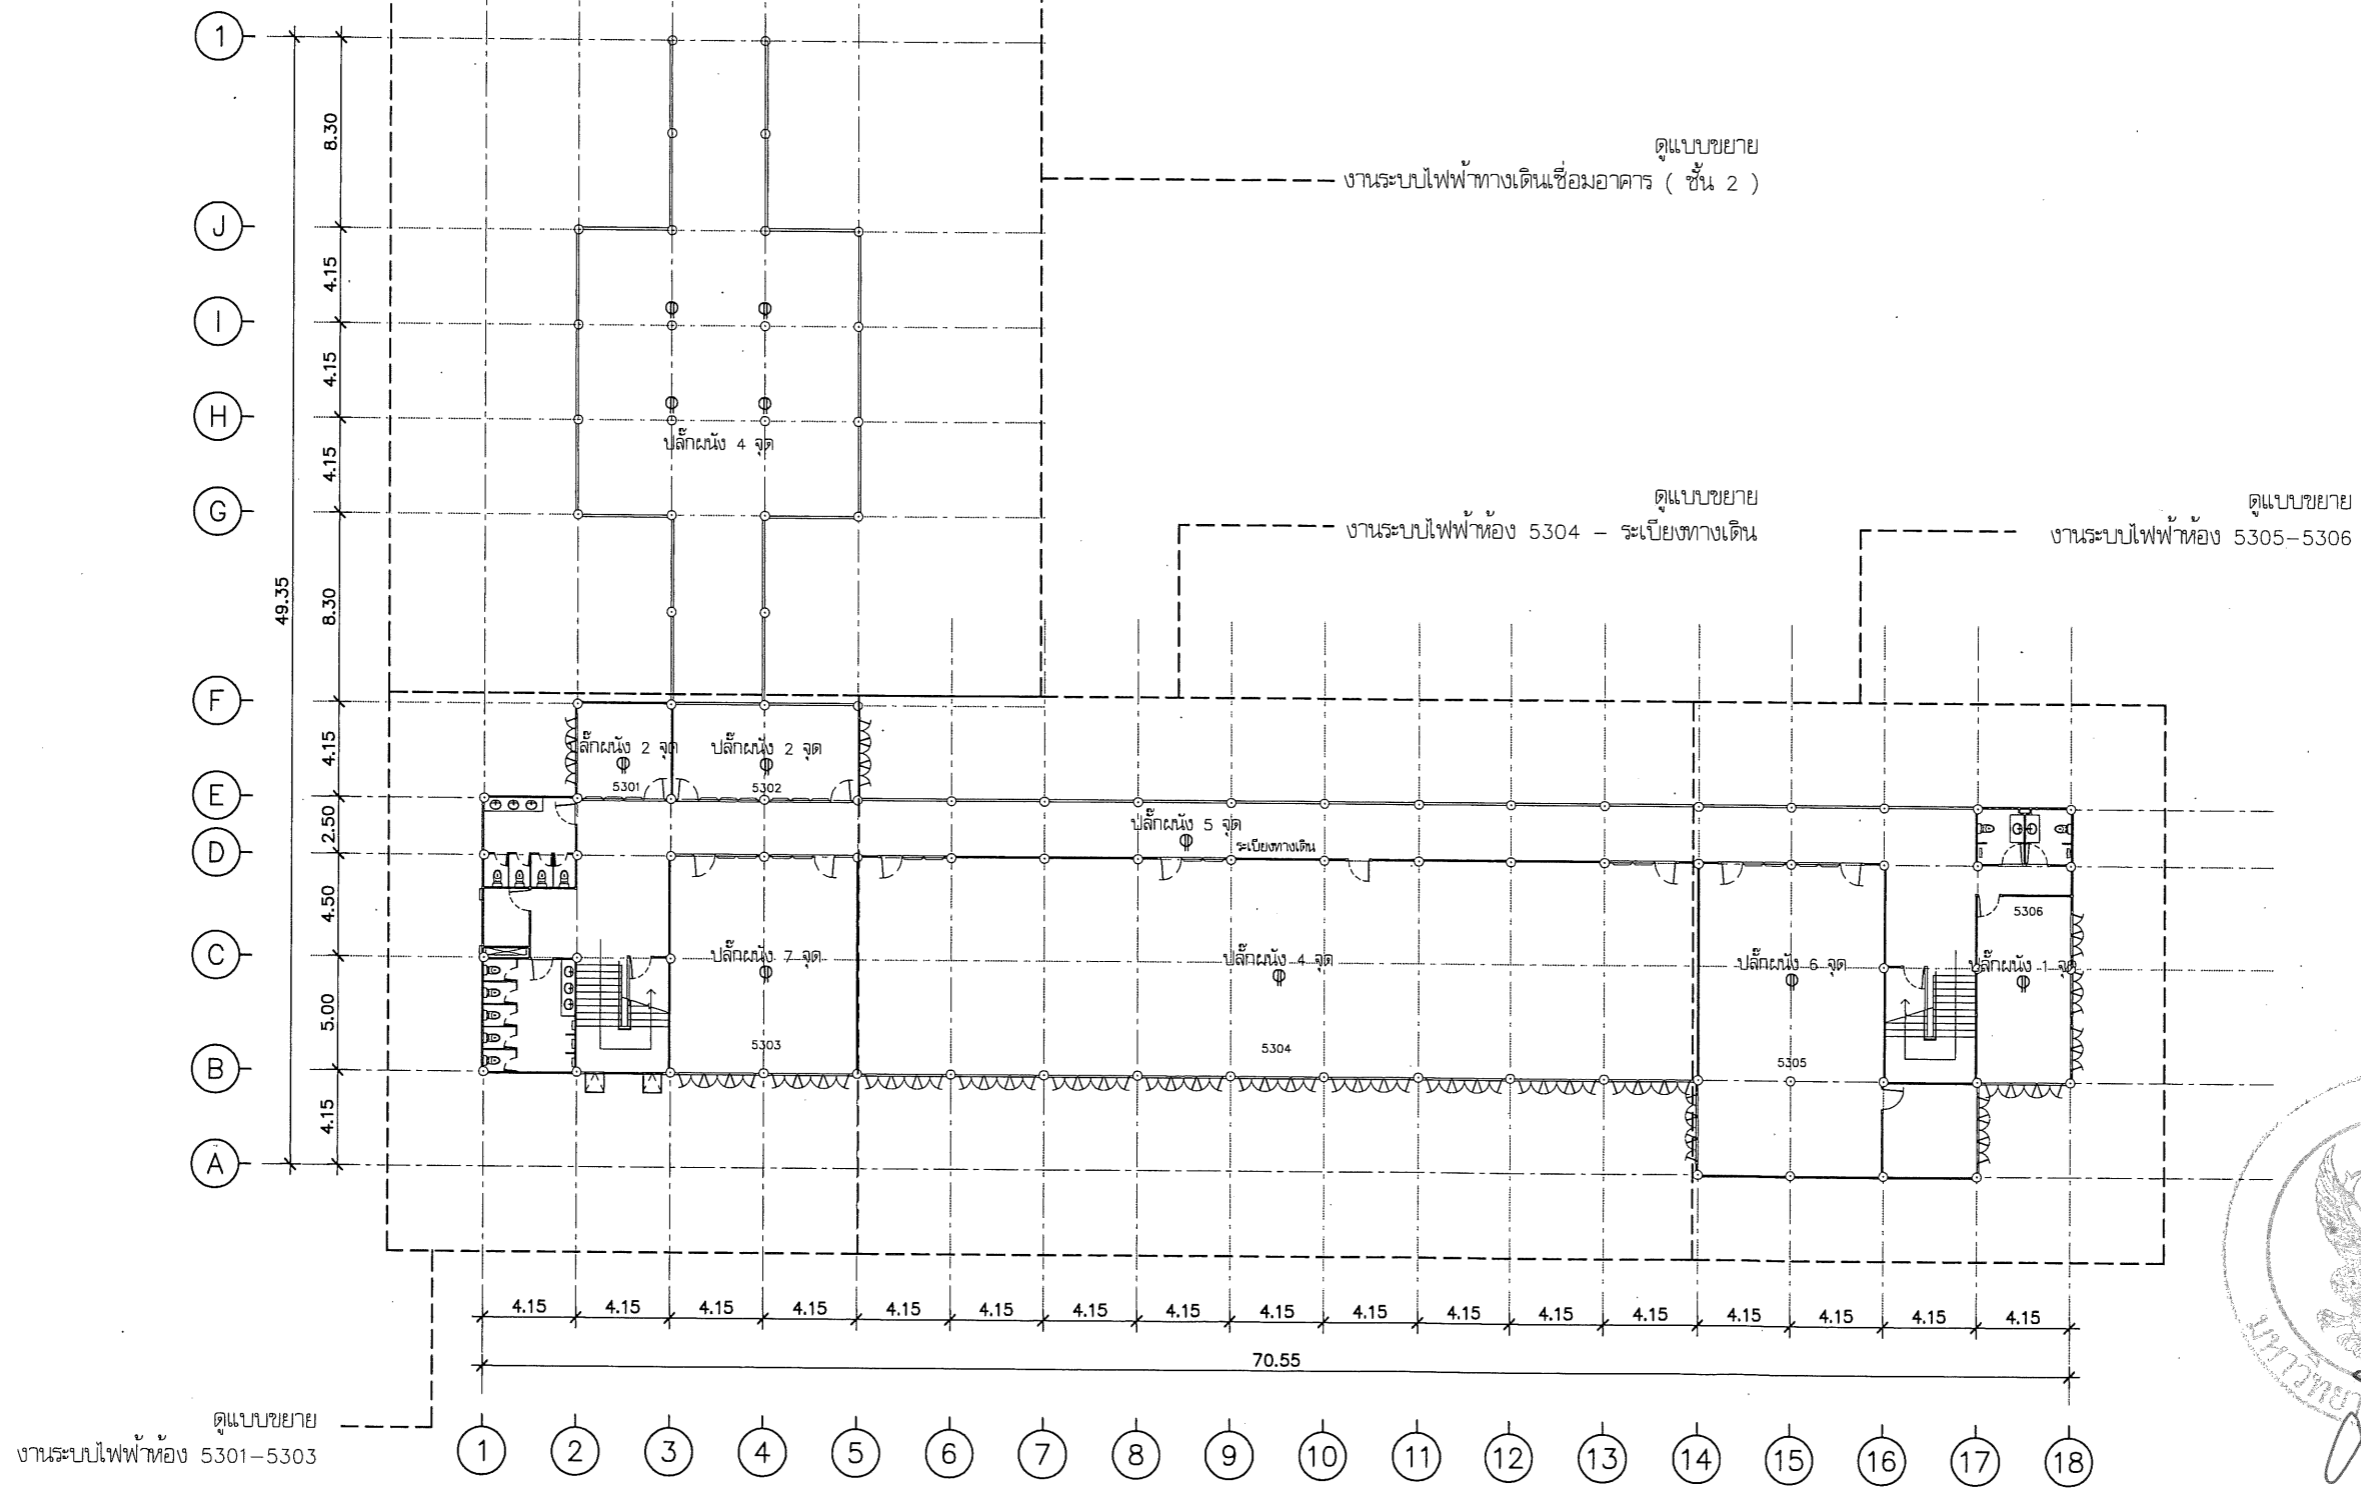 1
8.30
ดูแบบขยาย
งานระบบไฟฟ้าทางเดินเชื่อมอาคาร ( ชั้น 2 )
J
4.15
I
4.15
H
ปลั๊กผนัง 4 จุด
4.15
G
ดูแบบขยาย
งานระบบไฟฟ้าห้อง 5304 – ระเบียงทางเดิน
ดูแบบขยาย
งานระบบไฟฟ้าห้อง 5305–5306
49.35
8.30
F
4.15
ปลั๊กผนัง 2 จุด
ปลั๊กผนัง 2 จุด
5301
5302
E
2.50
ปลั๊กผนัง 5 จุด
ระเบียงทางเดิน
D
4.50
5306
C
ปลั๊กผนัง 7 จุด
ปลั๊กผนัง 4 จุด
ปลั๊กผนัง 6 จุด
ปลั๊กผนัง 1 จุด
5.00
5303
5304
5305
B
4.15
A
4.15 4.15 4.15 4.15 4.15 4.15 4.15 4.15 4.15 4.15 4.15 4.15 4.15 4.15 4.15 4.15 4.15
70.55
ดูแบบขยาย
งานระบบไฟฟ้าห้อง 5301–5303
1 2 3 4 5 6 7 8 9 10 11 12 13 14 15 16 17 18